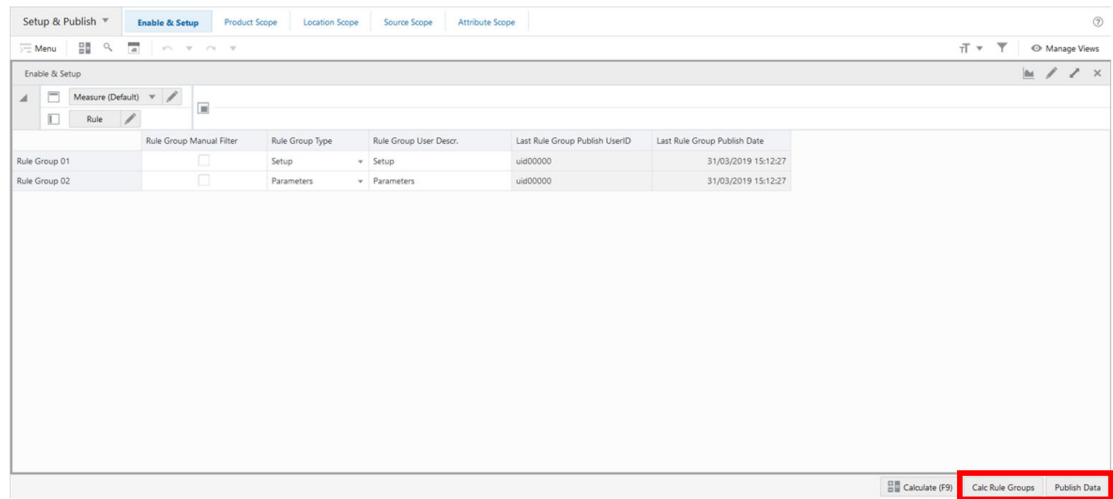 Setup & Publish Enable & Setup Product Scope Location Scope Source Scope Attribute Scope
Menu Manage Views
Enable & Setup
Measure (Default)
Rule
Rule Group Manual Filter Rule Group Type Rule Group User Descr. Last Rule Group Publish UserID Last Rule Group Publish Date
Rule Group 01 Setup Setup uid00000 31/03/2019 15:12:27
Rule Group 02 Parameters Parameters uid00000 31/03/2019 15:12:27
Calculate (F9) Calc Rule Groups Publish Data